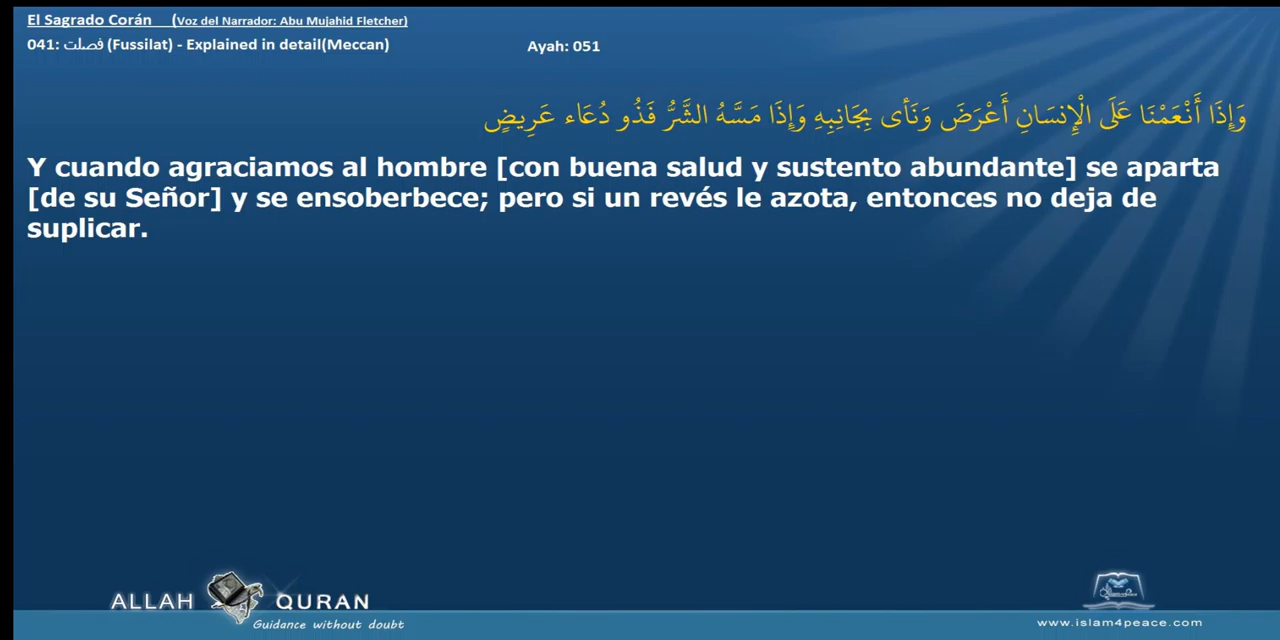 El Sagrado Corán (Voz del Narrador: Abu Mujahid Fletcher)
041: فصلت (Fussilat) - Explained in detail(Meccan) Ayah: 051
وَإِذَا أَنْعَمْنَا عَلَى الْإِنسَانِ أَعْرَضَ وَنَأَى بِجَانِبِهِ وَإِذَا مَسَّهُ الشَّرُّ فَذُو دُعَاء عَرِيضٍ
Y cuando agraciamos al hombre [con buena salud y sustento abundante] se aparta
[de su Señor] y se ensoberbece; pero si un revés le azota, entonces no deja de
suplicar.
ALLAH QURAN
Guidance without doubt
www.islam4peace.com